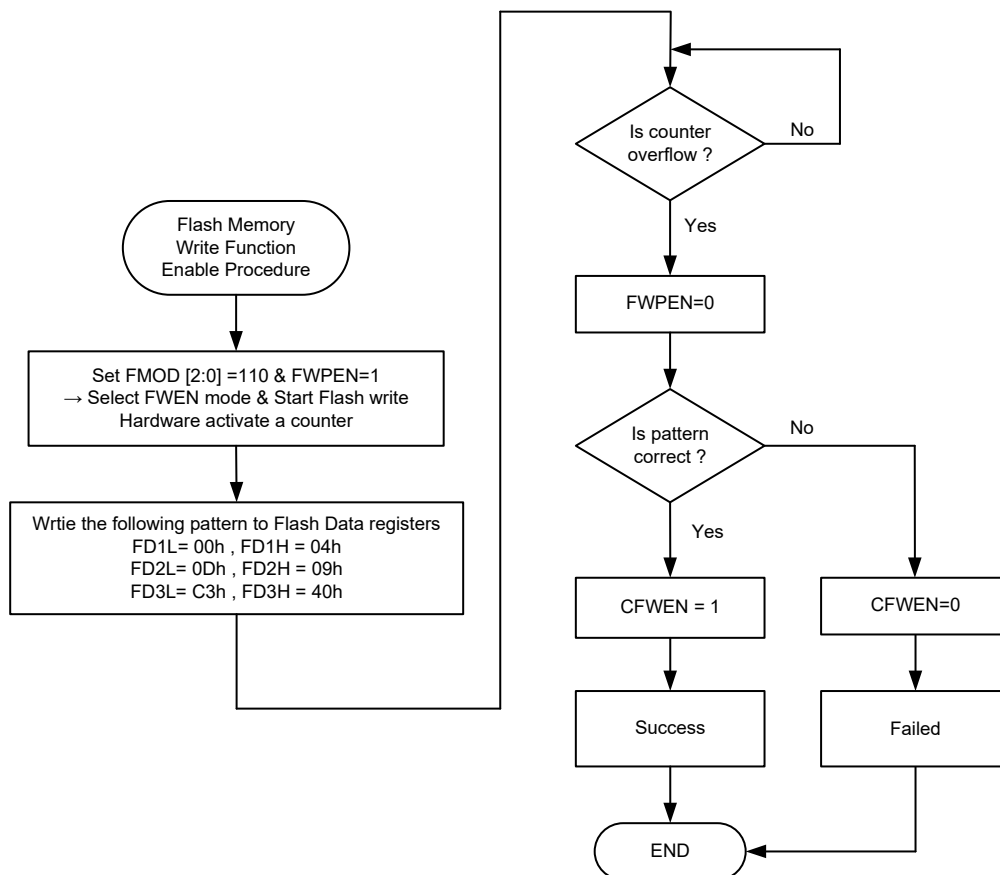 Flash Memory
Write Function
Enable Procedure
Set FMOD [2:0] =110 & FWPEN=1
→ Select FWEN mode & Start Flash write
Hardware activate a counter
Wrtie the following pattern to Flash Data registers
FD1L= 00h , FD1H = 04h
FD2L= 0Dh , FD2H = 09h
FD3L= C3h , FD3H = 40h
Is counter
overflow ?
No
Yes
FWPEN=0
Is pattern
correct ?
No
Yes
CFWEN = 1
CFWEN=0
Success
Failed
END